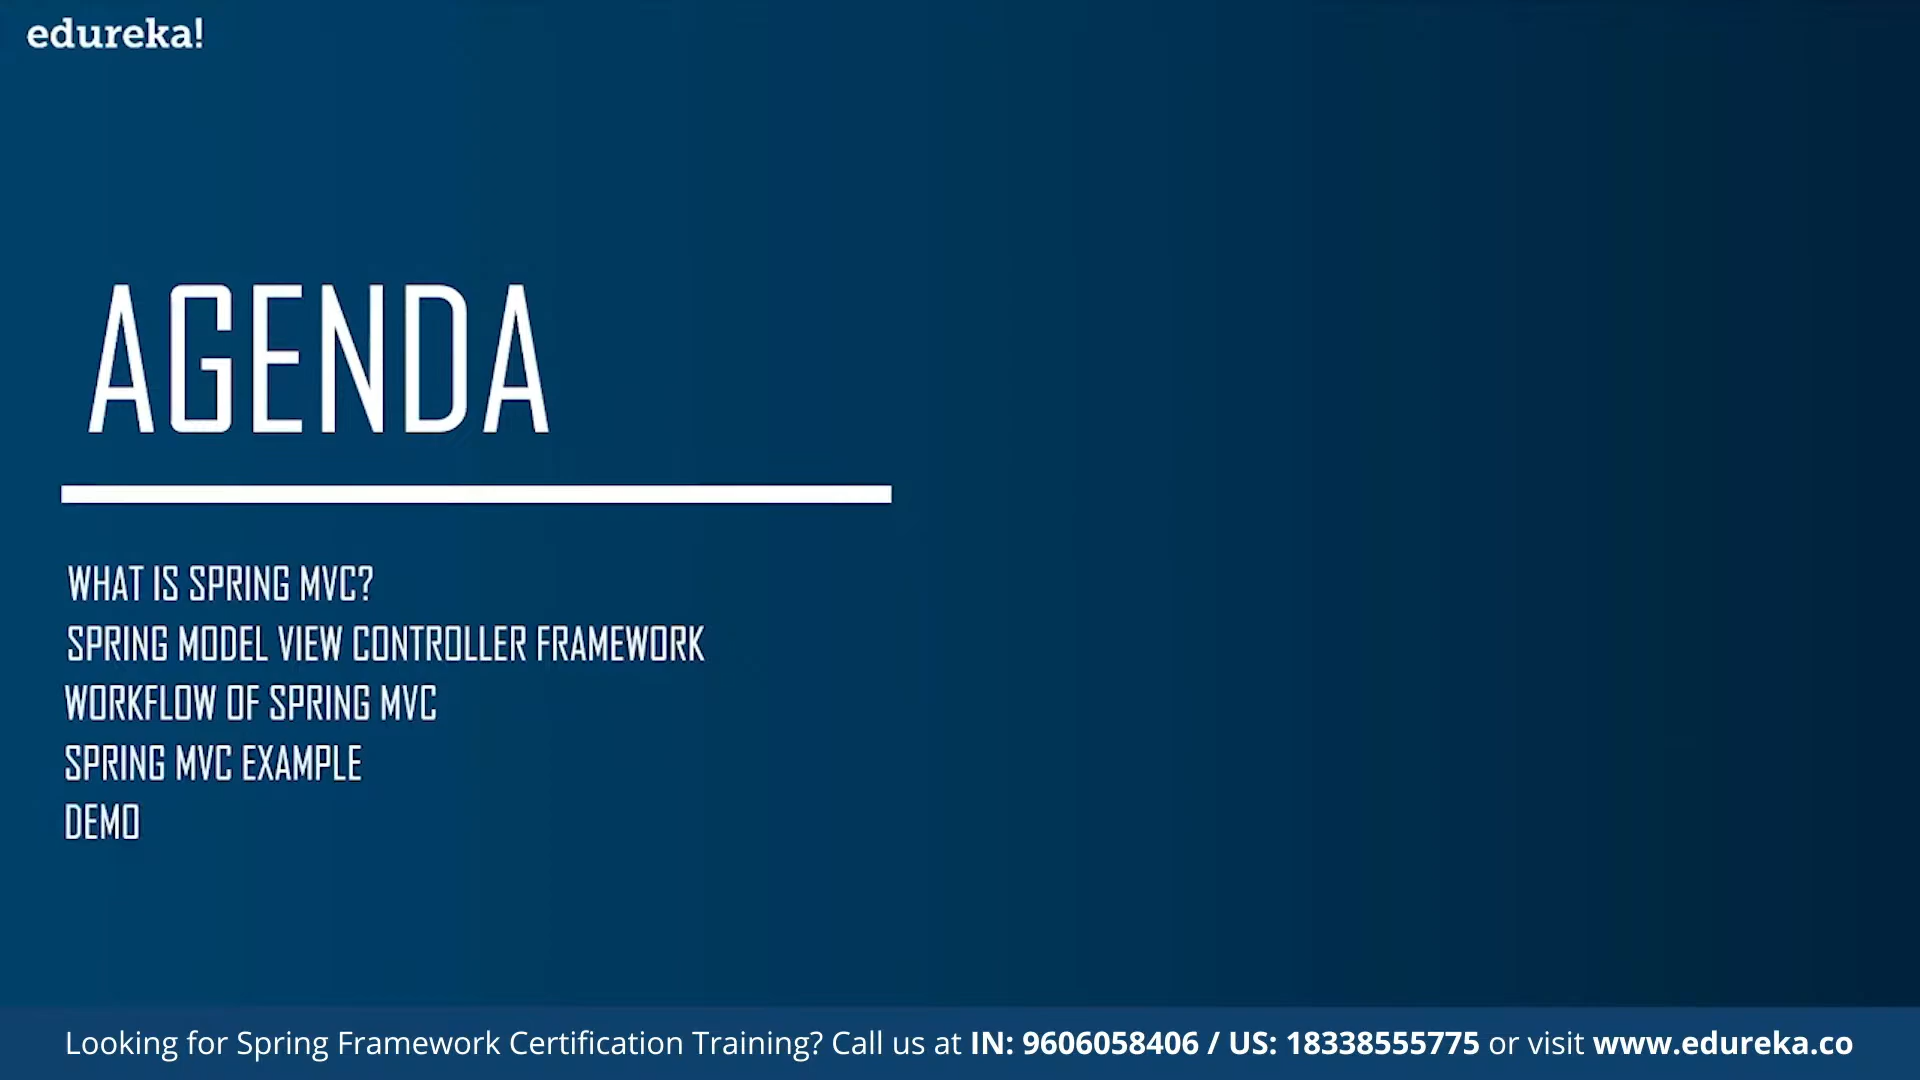 edureka!
AGENDA
WHAT IS SPRING MVC?
SPRING MODEL VIEW CONTROLLER FRAMEWORK
WORKFLOW OF SPRING MVC
SPRING MVC EXAMPLE
DEMO
Looking for Spring Framework Certification Training? Call us at IN: 9606058406 / US: 18338555775 or visit www.edureka.co